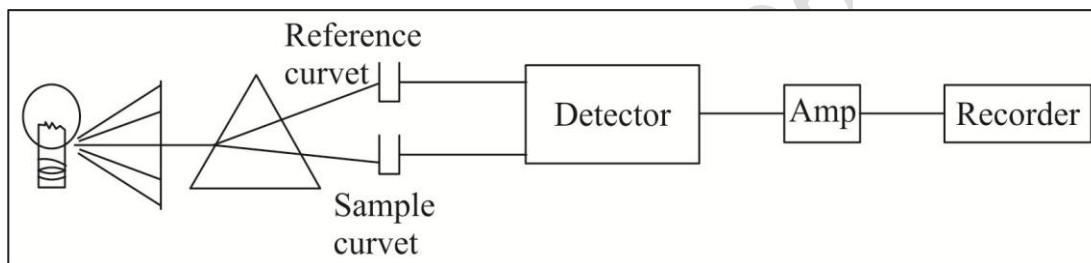 Reference
curvet
Detector
Amp
Recorder
Sample
curvet